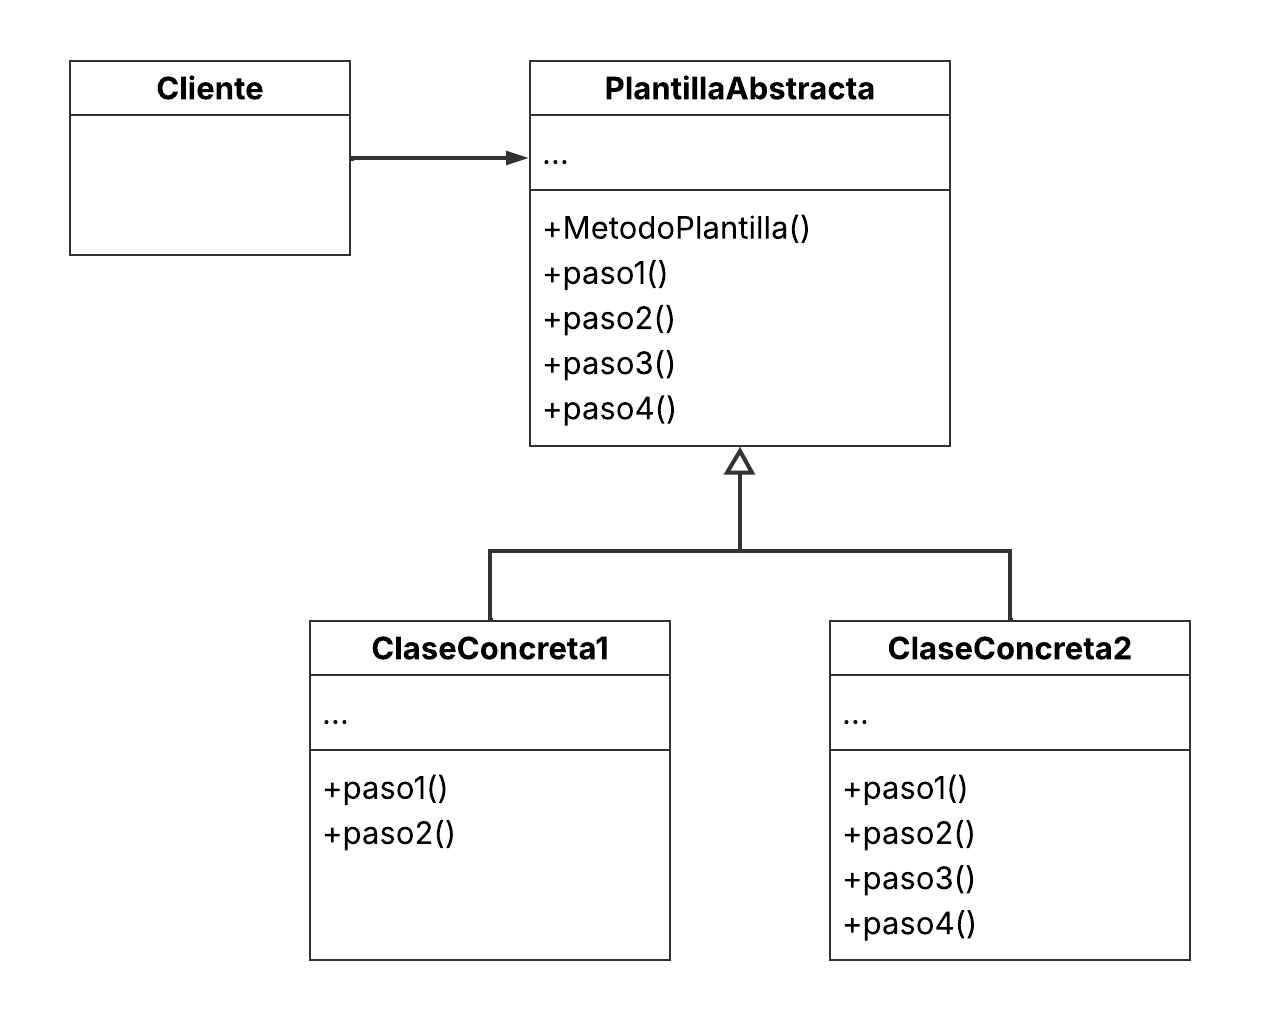 Cliente
PlantillaAbstracta
...
+MetodoPlantilla()
+paso1()
+paso2()
+paso3()
+paso4()
ClaseConcreta1
...
+paso1()
+paso2()
ClaseConcreta2
...
+paso1()
+paso2()
+paso3()
+paso4()